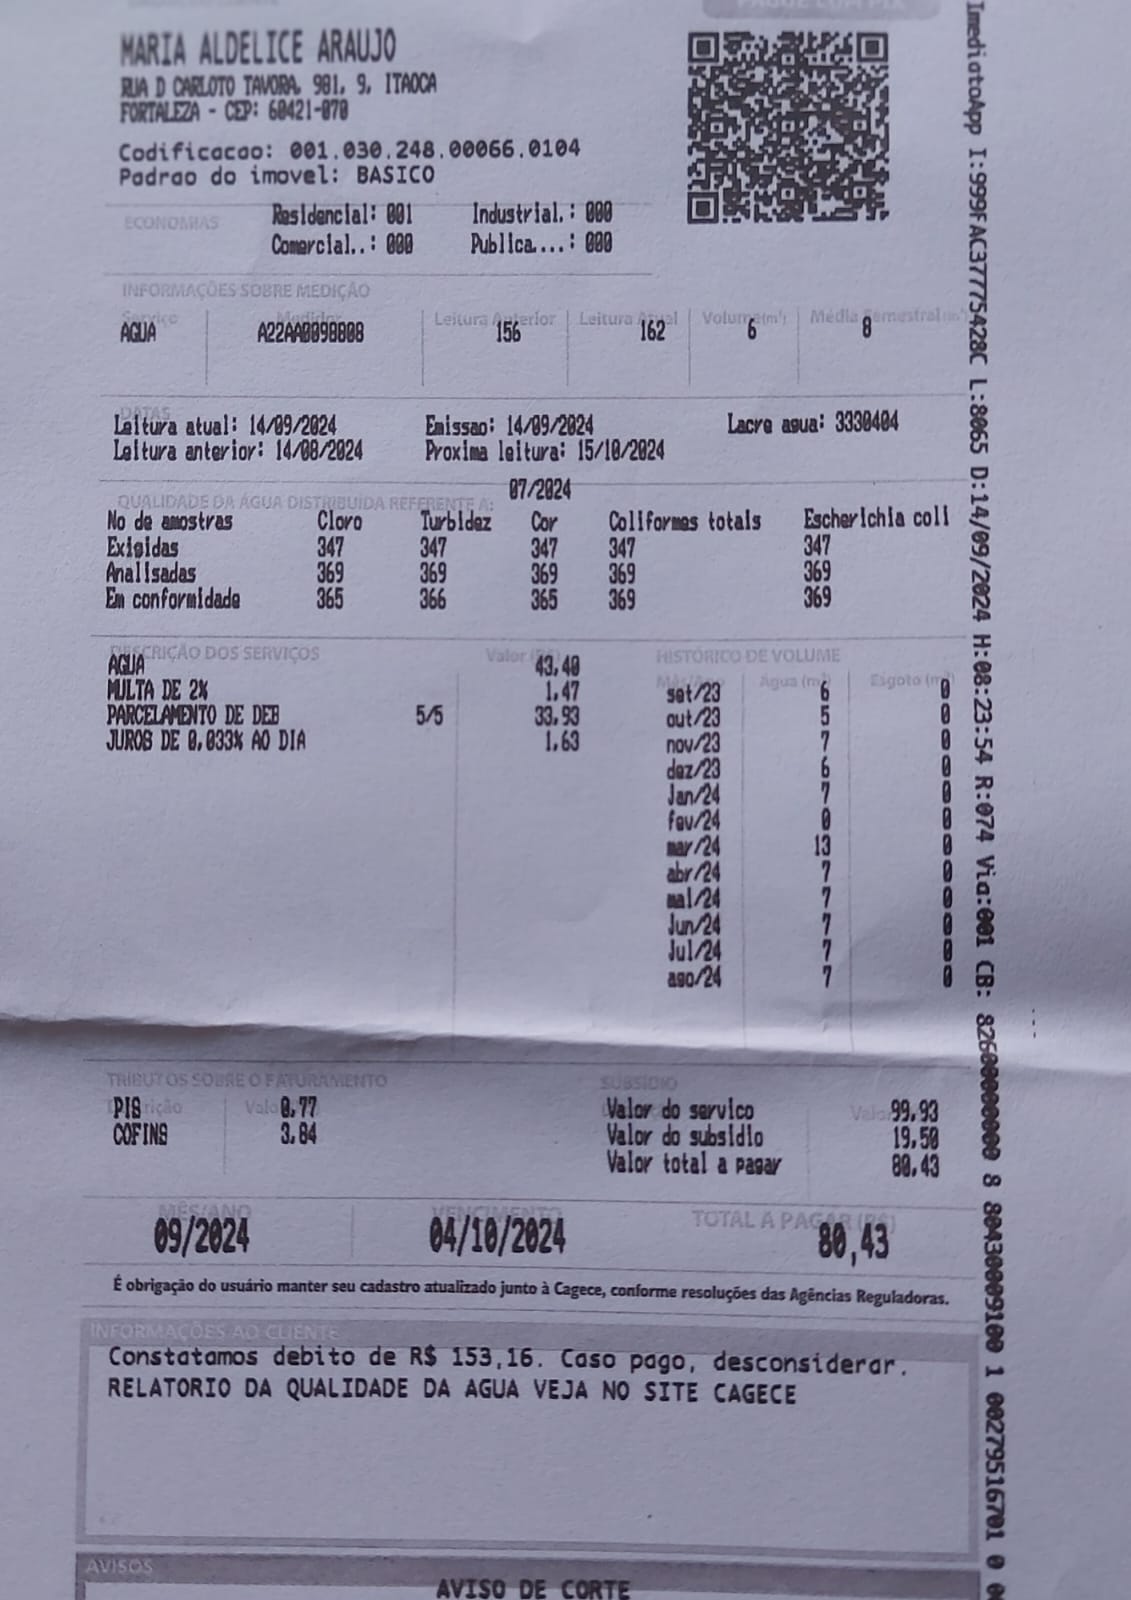 MARIA ALDELICE ARAUJO
RUA D CARLOTO TAVORA, 981, 9, ITAOCA
FORTALEZA - CEP: 60421-070
Codificacao: 001.030.248.00066.0104
Padrao do imovel: BASICO
ECONOMIAS
Residencial: 001 Industrial.: 000
Comercial..: 000 Publica....: 000
INFORMAÇÕES SOBRE MEDIÇÃO
Serviço Medidor Leitura Anterior Leitura Atual Volume(m³) Média Semestral(m³)
AGUA A22AA0098808 156 162 6 8
DATAS
Leitura atual: 14/09/2024 Emissao: 14/09/2024 Lacre agua: 3330404
Leitura anterior: 14/08/2024 Proxima leitura: 15/10/2024
QUALIDADE DA ÁGUA DISTRIBUÍDA REFERENTE A: 07/2024
No de amostras Cloro Turbidez Cor Coliformes totais Escherichia coli
Exigidas 347 347 347 347 347
Analisadas 369 369 369 369 369
Em conformidade 365 366 365 369 369
DESCRIÇÃO DOS SERVIÇOS Valor (R$)
AGUA 43,40
MULTA DE 2% 1,47
PARCELAMENTO DE DEB 5/5 33,93
JUROS DE 0,033% AO DIA 1,63
HISTÓRICO DE VOLUME
Mês/Ano Água (m³) Esgoto (m³)
set/23 6 0
out/23 5 0
nov/23 7 0
dez/23 6 0
Jan/24 7 0
fev/24 0 0
mar/24 13 0
abr/24 7 0
mai/24 7 0
Jun/24 7 0
Jul/24 7 0
ago/24 7 0
TRIBUTOS SOBRE O FATURAMENTO
PIS 0,77
COFINS 3,84
SUBSÍDIO
Valor do servico 99,93
Valor do subsidio 19,50
Valor total a pagar 80,43
MÊS/ANO VENCIMENTO TOTAL A PAGAR (R$)
09/2024 04/10/2024 80,43
É obrigação do usuário manter seu cadastro atualizado junto à Cagece, conforme resoluções das Agências Reguladoras.
INFORMAÇÕES AO CLIENTE
Constatamos debito de R$ 153,16. Caso pago, desconsiderar.
RELATORIO DA QUALIDADE DA AGUA VEJA NO SITE CAGECE
AVISOS
AVISO DE CORTE
ImediatoApp I:999FAC37775428C L:8065 D:14/09/2024 H:08:23:54 R:074 Via:001 CB: 82600000000 8 80430009100 1 00279516701 0